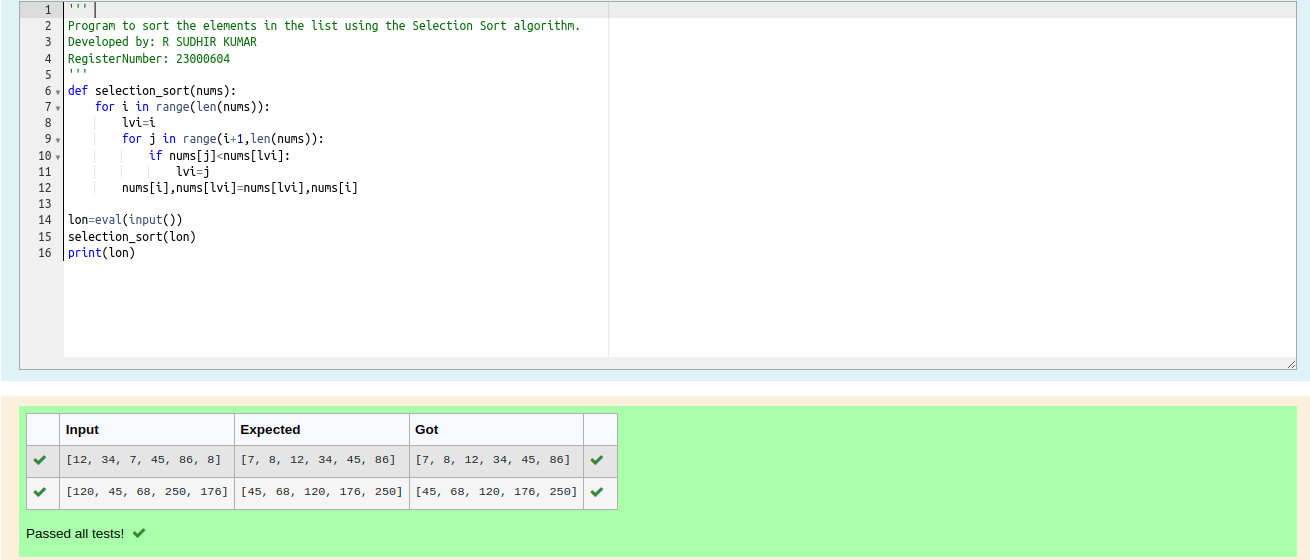 1 '''
2 Program to sort the elements in the list using the Selection Sort algorithm.
3 Developed by: R SUDHIR KUMAR
4 RegisterNumber: 23000604
5 '''
6 def selection_sort(nums):
7     for i in range(len(nums)):
8         lvi=i
9         for j in range(i+1,len(nums)):
10             if nums[j]<nums[lvi]:
11                 lvi=j
12         nums[i],nums[lvi]=nums[lvi],nums[i]
13
14 lon=eval(input())
15 selection_sort(lon)
16 print(lon)
Input Expected Got
[12, 34, 7, 45, 86, 8] [7, 8, 12, 34, 45, 86] [7, 8, 12, 34, 45, 86]
[120, 45, 68, 250, 176] [45, 68, 120, 176, 250] [45, 68, 120, 176, 250]
Passed all tests!